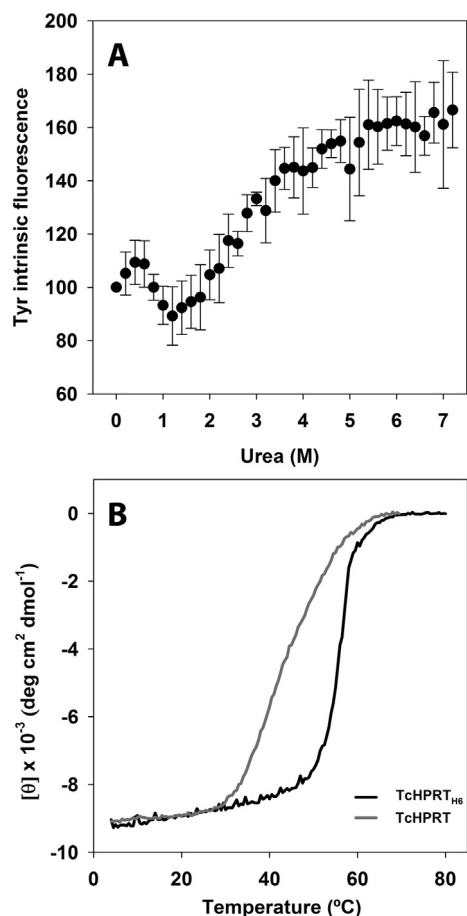 A
200
180
160
140
120
100
80
60
Tyr intrinsic fluorescence
0 1 2 3 4 5 6 7
Urea (M)
B
0
-2
-4
-6
-8
-10
[θ] x 10⁻³ (deg cm² dmol⁻¹)
TcHPRT_H6
TcHPRT
0 20 40 60 80
Temperature (ºC)